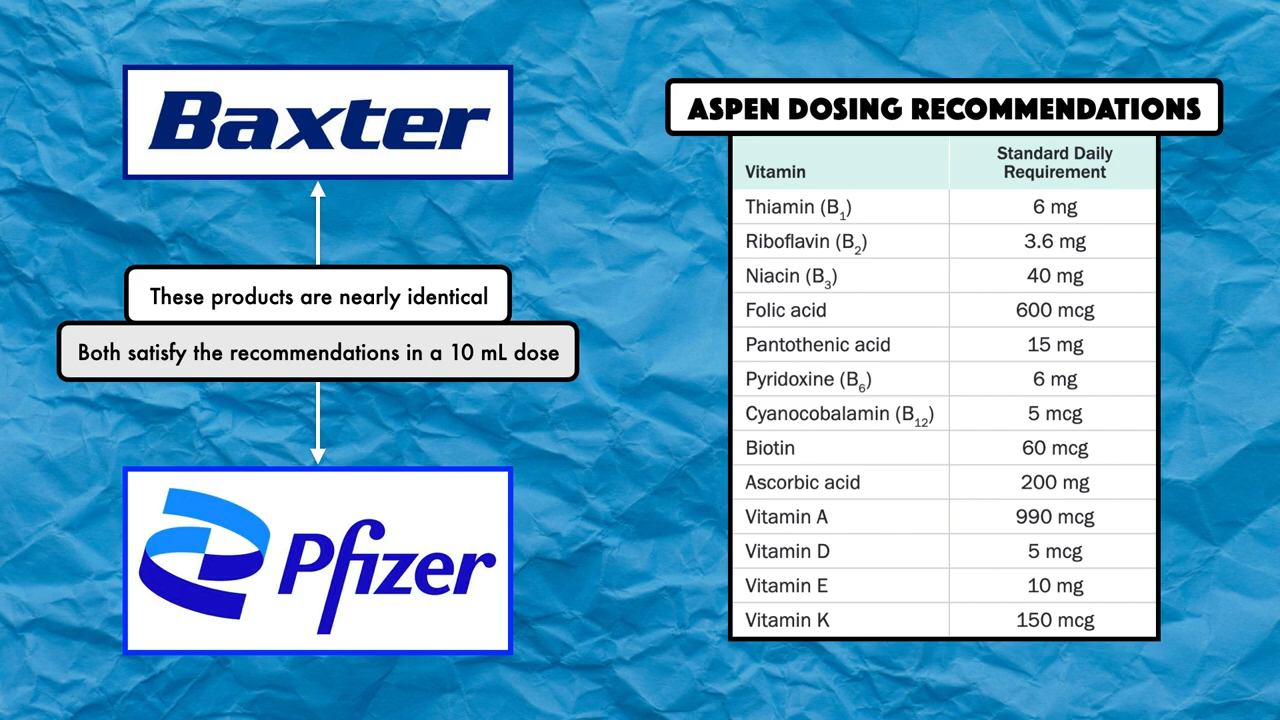 Baxter
These products are nearly identical
Both satisfy the recommendations in a 10 mL dose
Pfizer
ASPEN DOSING RECOMMENDATIONS
Vitamin Standard Daily Requirement
Thiamin (B₁) 6 mg
Riboflavin (B₂) 3.6 mg
Niacin (B₃) 40 mg
Folic acid 600 mcg
Pantothenic acid 15 mg
Pyridoxine (B₆) 6 mg
Cyanocobalamin (B₁₂) 5 mcg
Biotin 60 mcg
Ascorbic acid 200 mg
Vitamin A 990 mcg
Vitamin D 5 mcg
Vitamin E 10 mg
Vitamin K 150 mcg